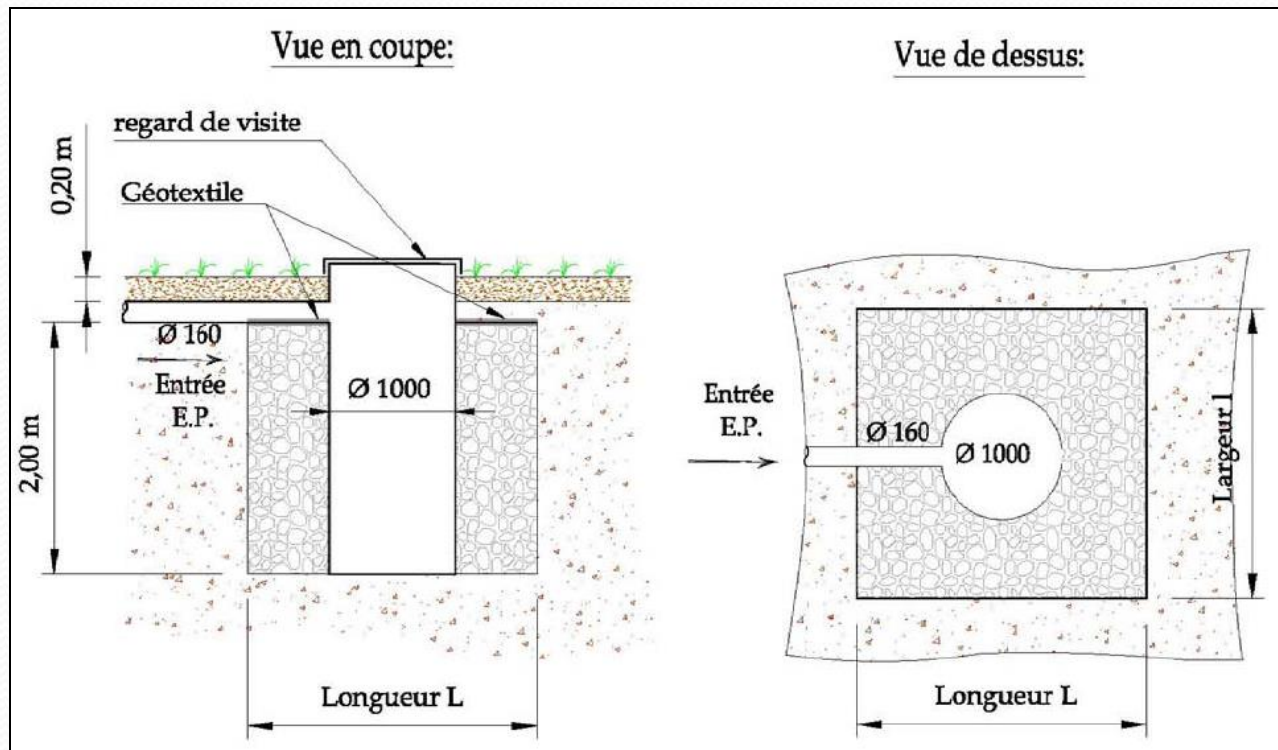 Vue en coupe:
regard de visite
Géotextile
0,20 m
Ø 160
Entrée
E.P.
Ø 1000
2,00 m
Longueur L
Vue de dessus:
Entrée
E.P.
Ø 160
Ø 1000
Largeur l
Longueur L